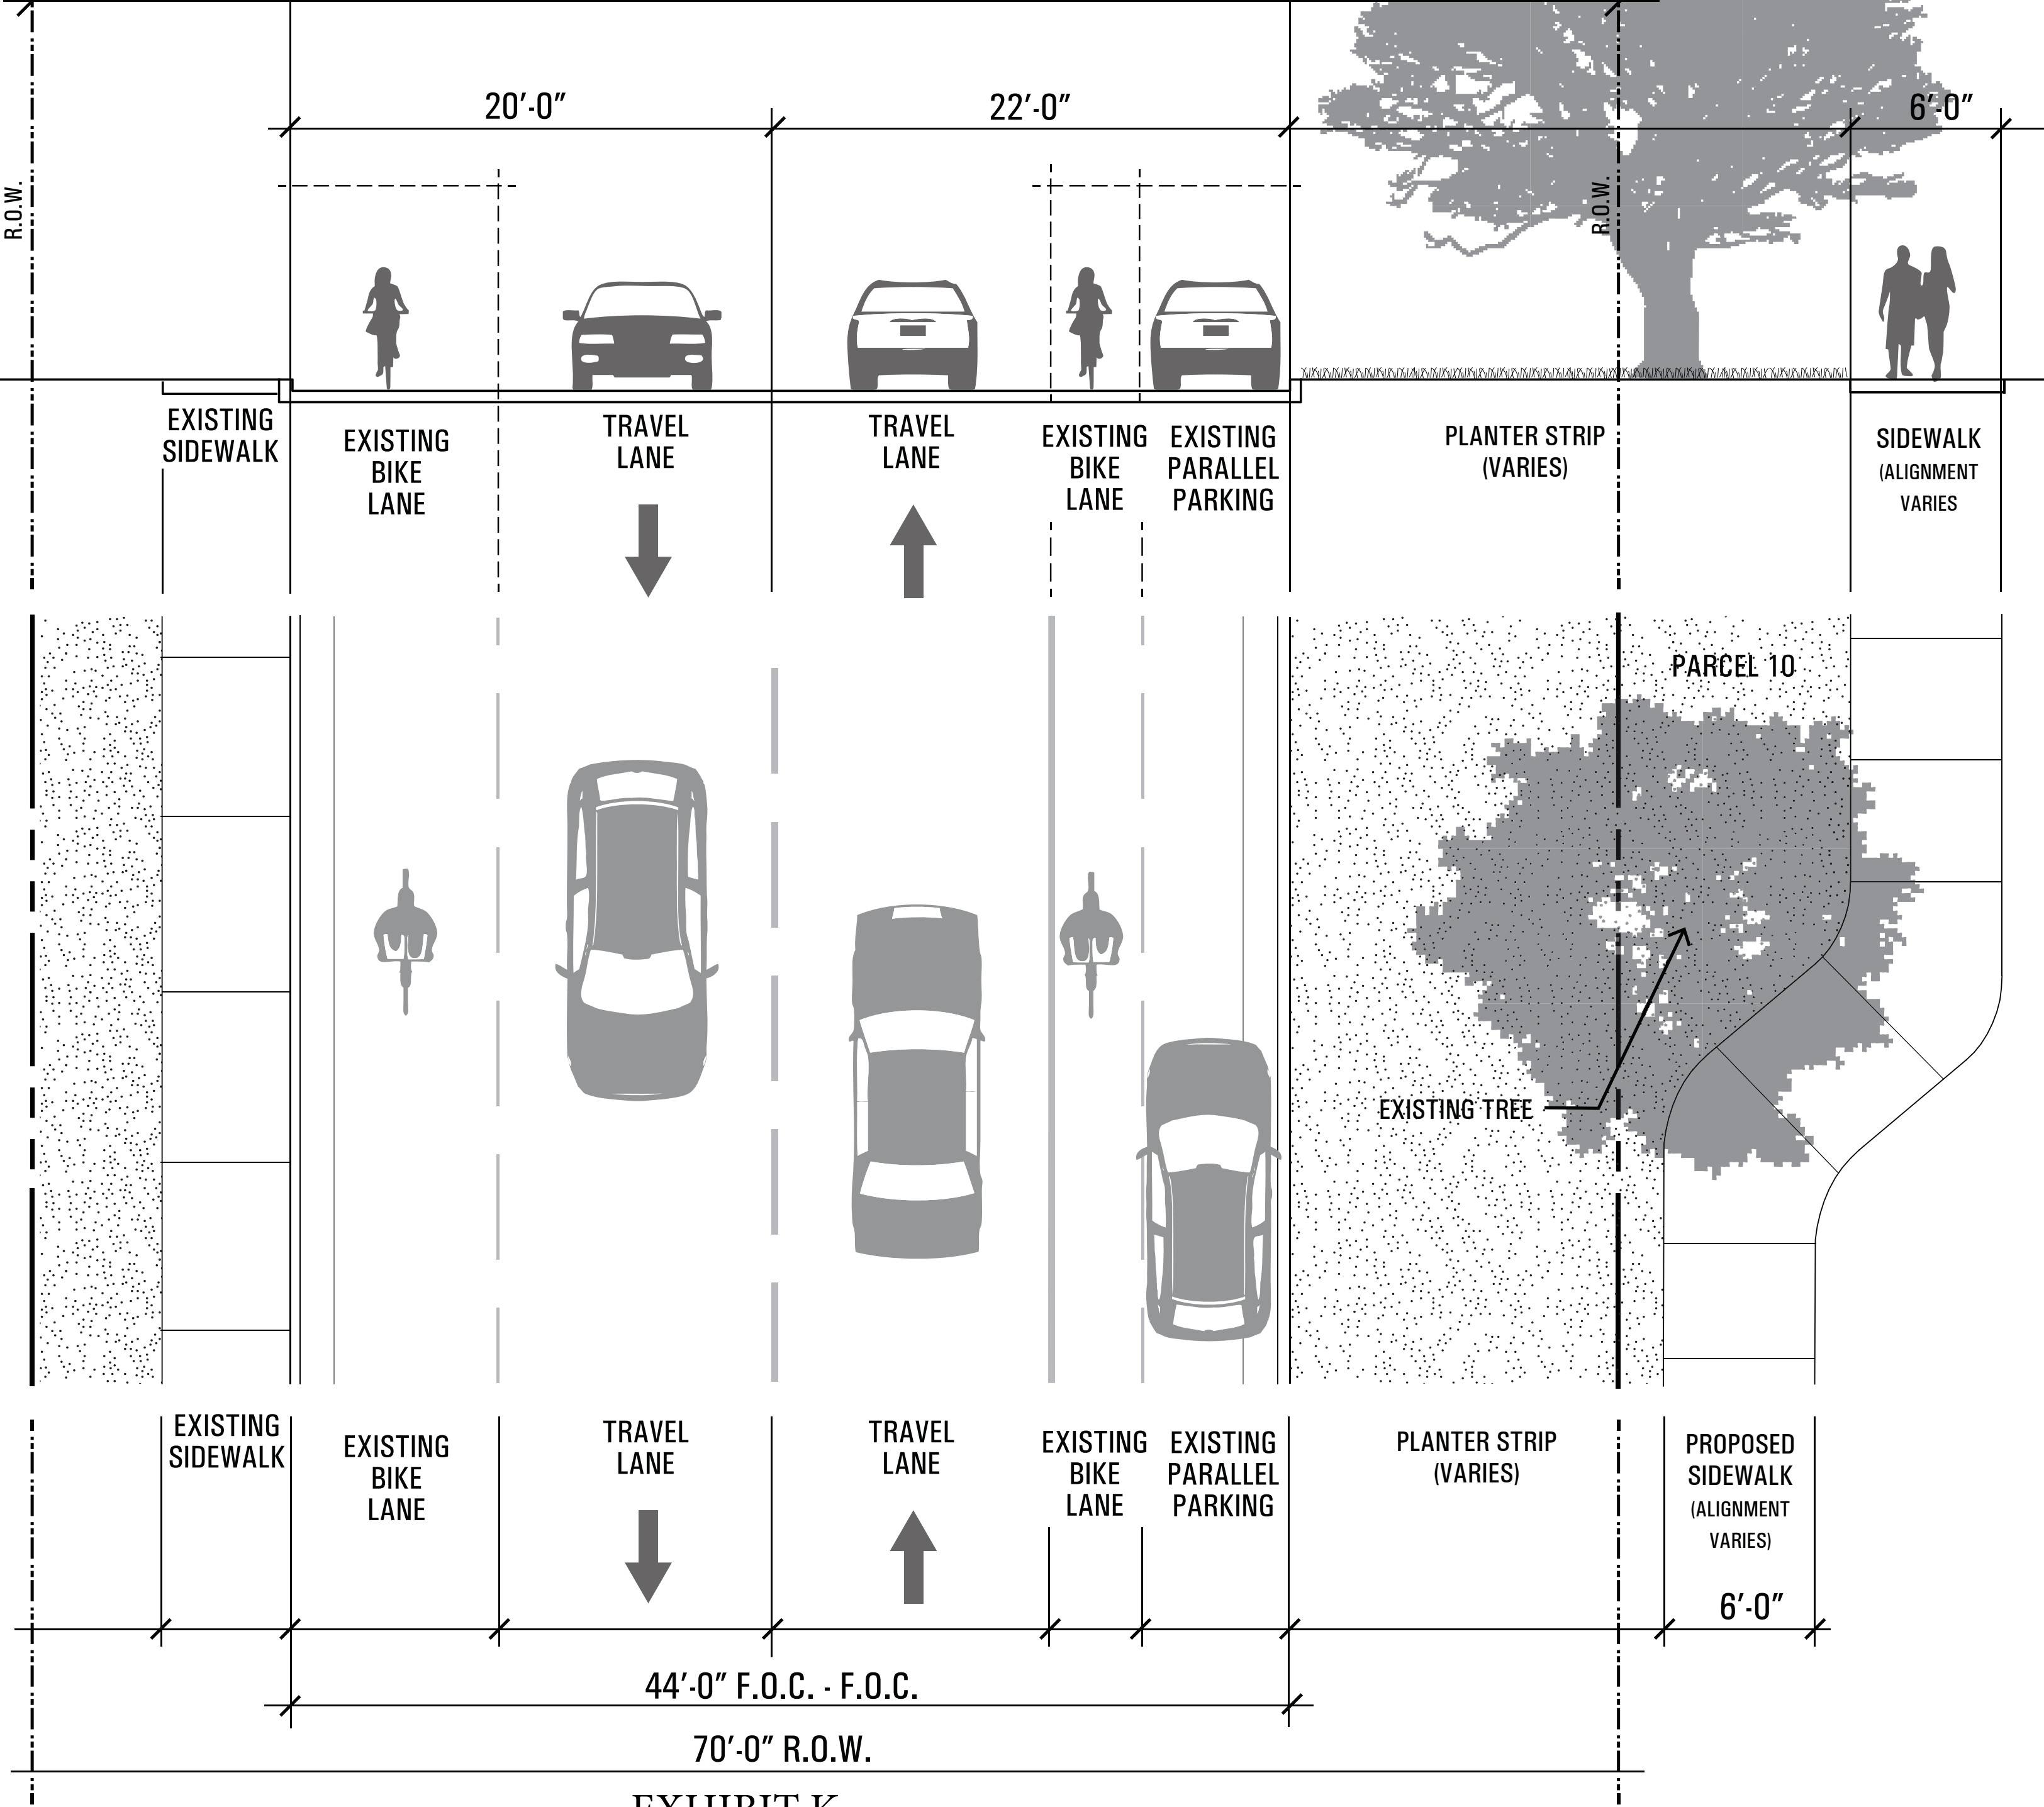 20'-0"
22'-0"
6'-0"
R.O.W.
R.O.W.
EXISTING
SIDEWALK
EXISTING
BIKE
LANE
TRAVEL
LANE
TRAVEL
LANE
EXISTING
BIKE
LANE
EXISTING
PARALLEL
PARKING
PLANTER STRIP
(VARIES)
SIDEWALK
(ALIGNMENT
VARIES
PARCEL 10
EXISTING TREE
EXISTING
SIDEWALK
EXISTING
BIKE
LANE
TRAVEL
LANE
TRAVEL
LANE
EXISTING
BIKE
LANE
EXISTING
PARALLEL
PARKING
PLANTER STRIP
(VARIES)
PROPOSED
SIDEWALK
(ALIGNMENT
VARIES)
6'-0"
44'-0" F.O.C. - F.O.C.
70'-0" R.O.W.
EXHIBIT K